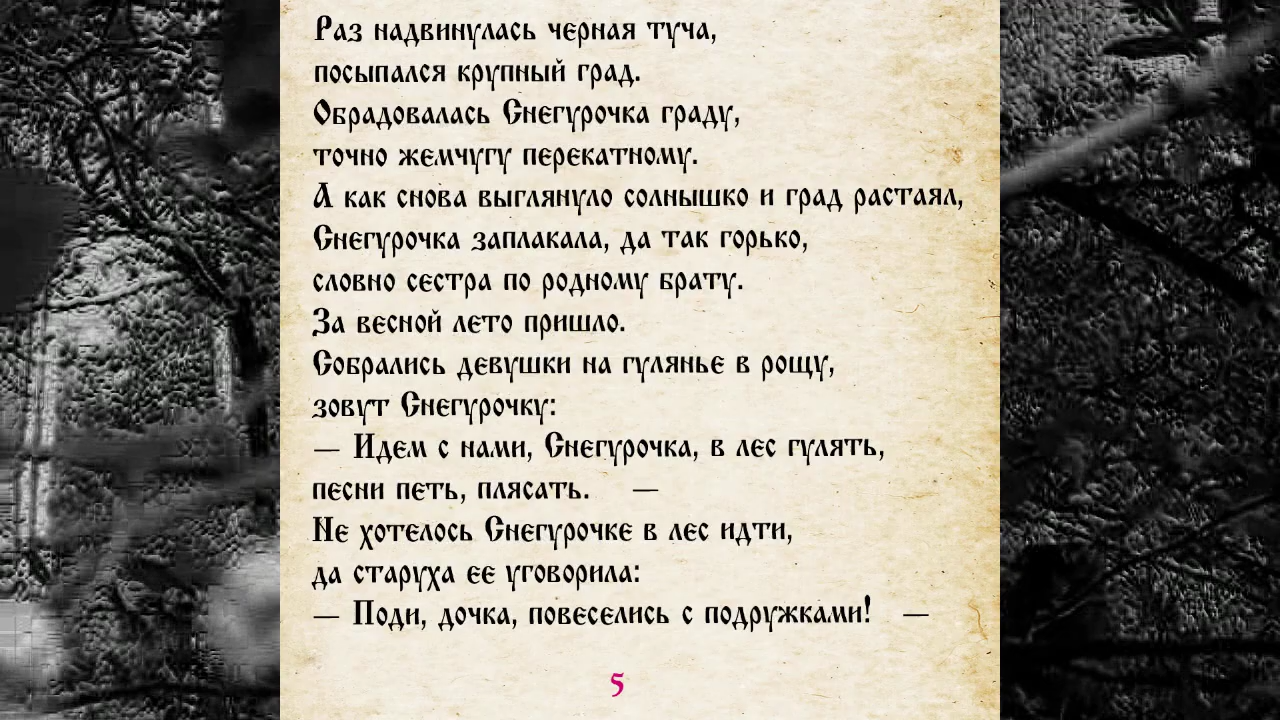 Раз надвинулась черная туча,
посыпался крупный град.
Обрадовалась Снегурочка граду,
точно жемчугу перекатному.
А как снова выглянуло солнышко и град растаял,
Снегурочка заплакала, да так горько,
словно сестра по родному брату.
За весной лето пришло.
Собрались девушки на гулянье в рощу,
зовут Снегурочку:
— Идем с нами, Снегурочка, в лес гулять,
песни петь, плясать. —
Не хотелось Снегурочке в лес идти,
да старуха ее уговорила:
— Поди, дочка, повеселись с подружками! —
5